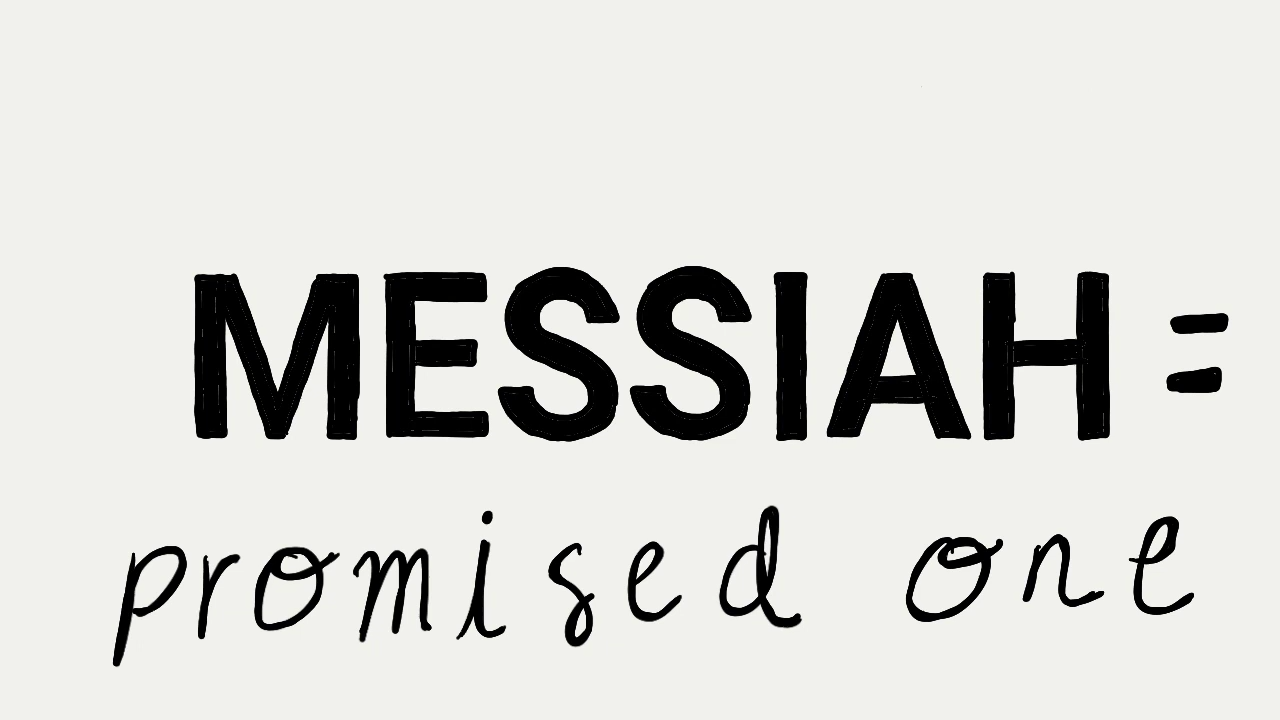 MESSIAH =
promised one